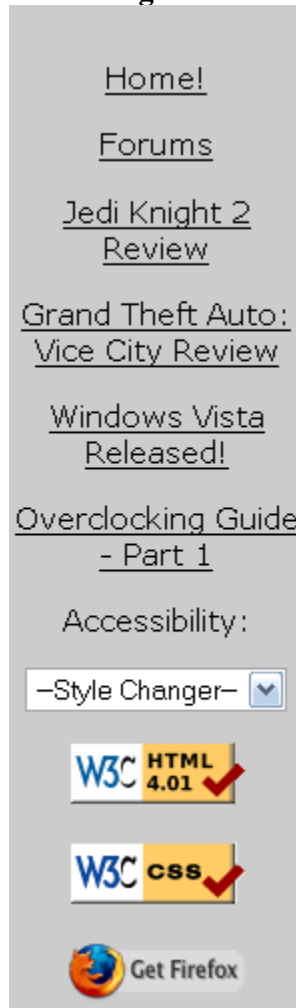 Home!
Forums
Jedi Knight 2
Review
Grand Theft Auto:
Vice City Review
Windows Vista
Released!
Overclocking Guide
- Part 1
Accessibility:
--Style Changer--
W3C HTML
4.01
W3C css
Get Firefox